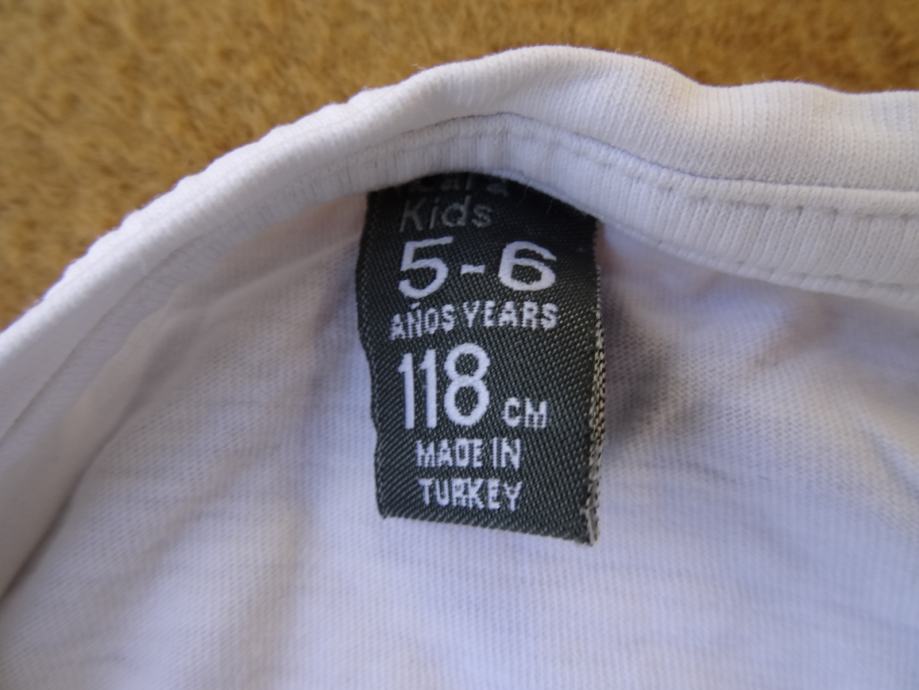 Kids
5-6
AÑOS YEARS
118 CM
MADE IN
TURKEY